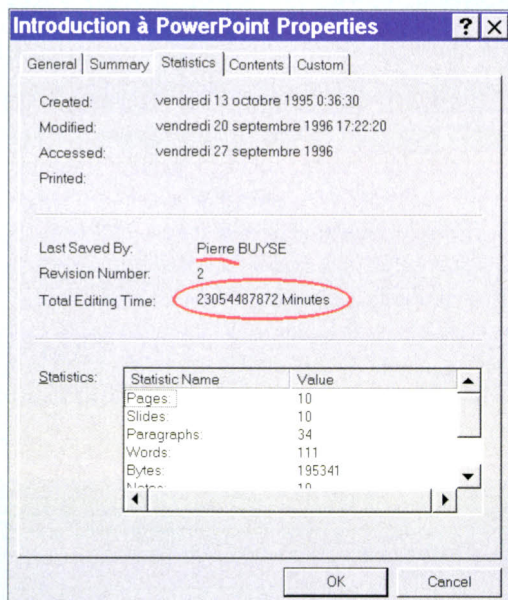 Introduction à PowerPoint Properties ? ×
General Summary Statistics Contents Custom
Created: vendredi 13 octobre 1995 0:36:30
Modified: vendredi 20 septembre 1996 17:22:20
Accessed: vendredi 27 septembre 1996
Printed:
Last Saved By: Pierre BUYSE
Revision Number: 2
Total Editing Time: 23054487872 Minutes
Statistics: Statistic Name Value
Pages: 10
Slides: 10
Paragraphs: 34
Words: 111
Bytes: 195341
Notes: 10
OK Cancel